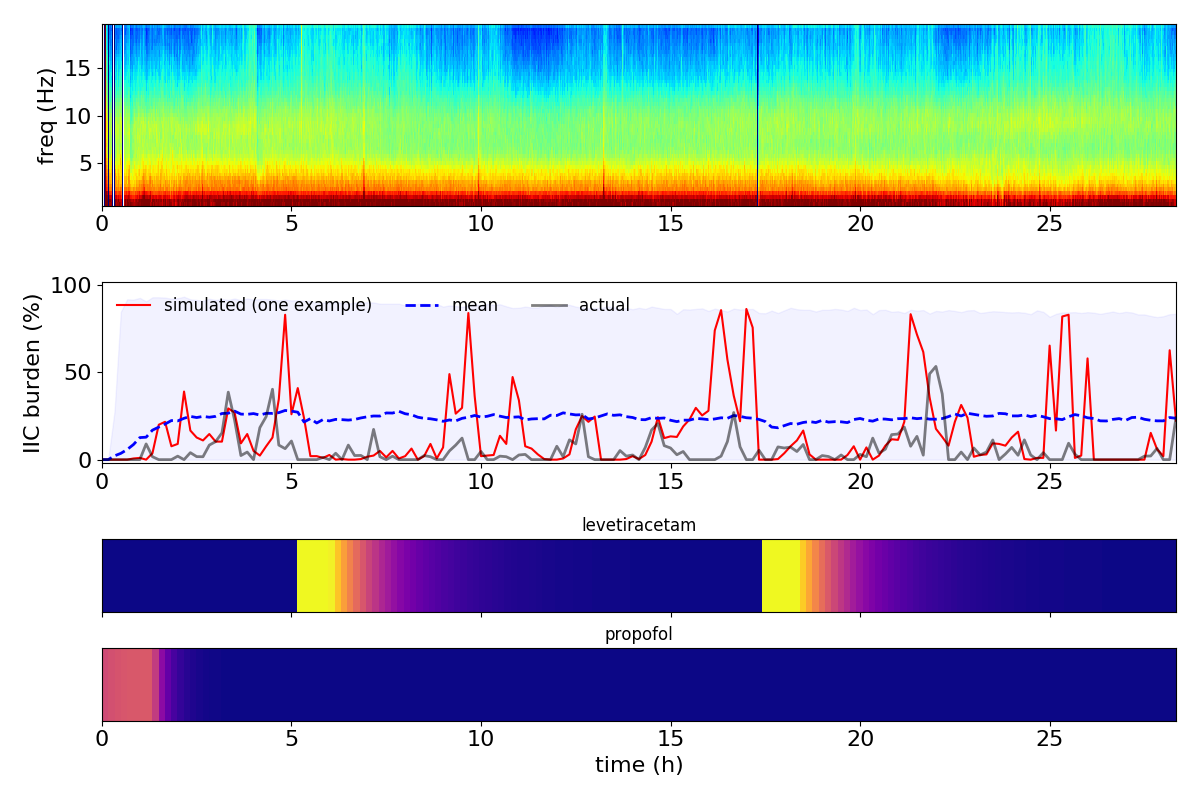 freq (Hz)
15
10
5
0 5 10 15 20 25
IIC burden (%)
100
50
0
simulated (one example) mean actual
0 5 10 15 20 25
levetiracetam
propofol
0 5 10 15 20 25
time (h)